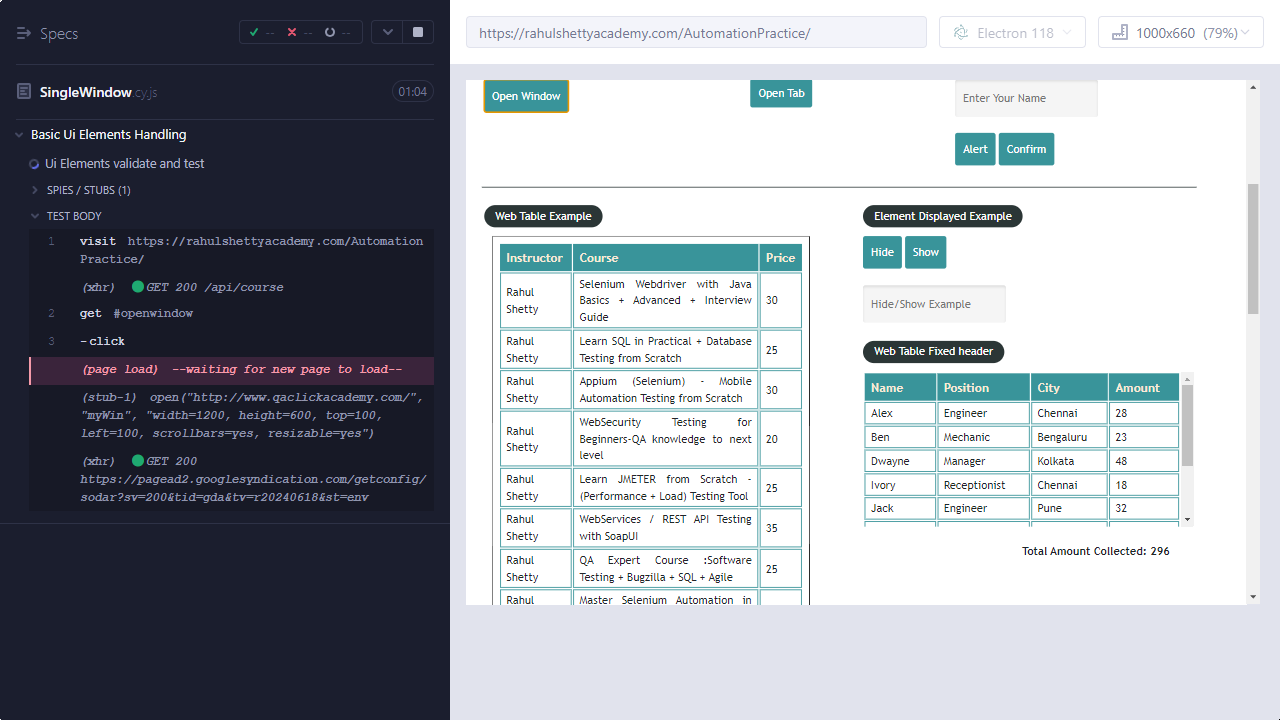 Specs
-- -- --
https://rahulshettyacademy.com/AutomationPractice/
Electron 118
1000x660 (79%)
SingleWindow.cy.js
01:04
Basic Ui Elements Handling
Ui Elements validate and test
SPIES / STUBS (1)
TEST BODY
1 visit https://rahulshettyacademy.com/Automation
Practice/
(xhr) GET 200 /api/course
2 get #openwindow
3 -click
(page load) --waiting for new page to load--
(stub-1) open("http://www.qaclickacademy.com/",
"myWin", "width=1200, height=600, top=100,
left=100, scrollbars=yes, resizable=yes")
(xhr) GET 200
https://pagead2.googlesyndication.com/getconfig/
sodar?sv=200&tid=gda&tv=r20240618&st=env
Open Window
Open Tab
Enter Your Name
Alert Confirm
Web Table Example
Instructor Course Price
Rahul Shetty Selenium Webdriver with Java Basics + Advanced + Interview Guide 30
Rahul Shetty Learn SQL in Practical + Database Testing from Scratch 25
Rahul Shetty Appium (Selenium) - Mobile Automation Testing from Scratch 30
Rahul Shetty WebSecurity Testing for Beginners-QA knowledge to next level 20
Rahul Shetty Learn JMETER from Scratch - (Performance + Load) Testing Tool 25
Rahul Shetty WebServices / REST API Testing with SoapUI 35
Rahul Shetty QA Expert Course :Software Testing + Bugzilla + SQL + Agile 25
Rahul Master Selenium Automation in
Element Displayed Example
Hide Show
Hide/Show Example
Web Table Fixed header
Name Position City Amount
Alex Engineer Chennai 28
Ben Mechanic Bengaluru 23
Dwayne Manager Kolkata 48
Ivory Receptionist Chennai 18
Jack Engineer Pune 32
Total Amount Collected: 296